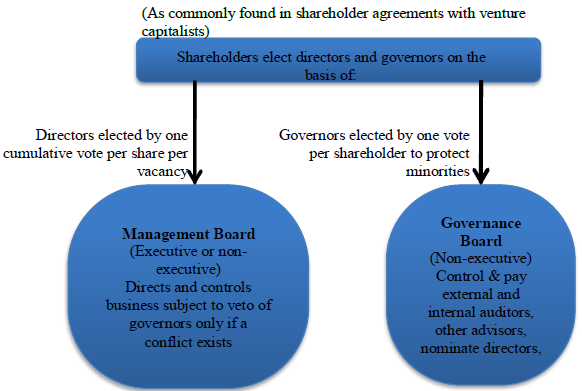 (As commonly found in shareholder agreements with venture
capitalists)
Shareholders elect directors and governors on the
basis of:
Directors elected by one
cumulative vote per share per
vacancy
Governors elected by one vote
per shareholder to protect
minorities
Management Board
(Executive or non-
executive)
Directs and controls
business subject to veto of
governors only if a
conflict exists
Governance
Board
(Non-executive)
Control & pay
external and
internal auditors,
other advisors,
nominate directors,